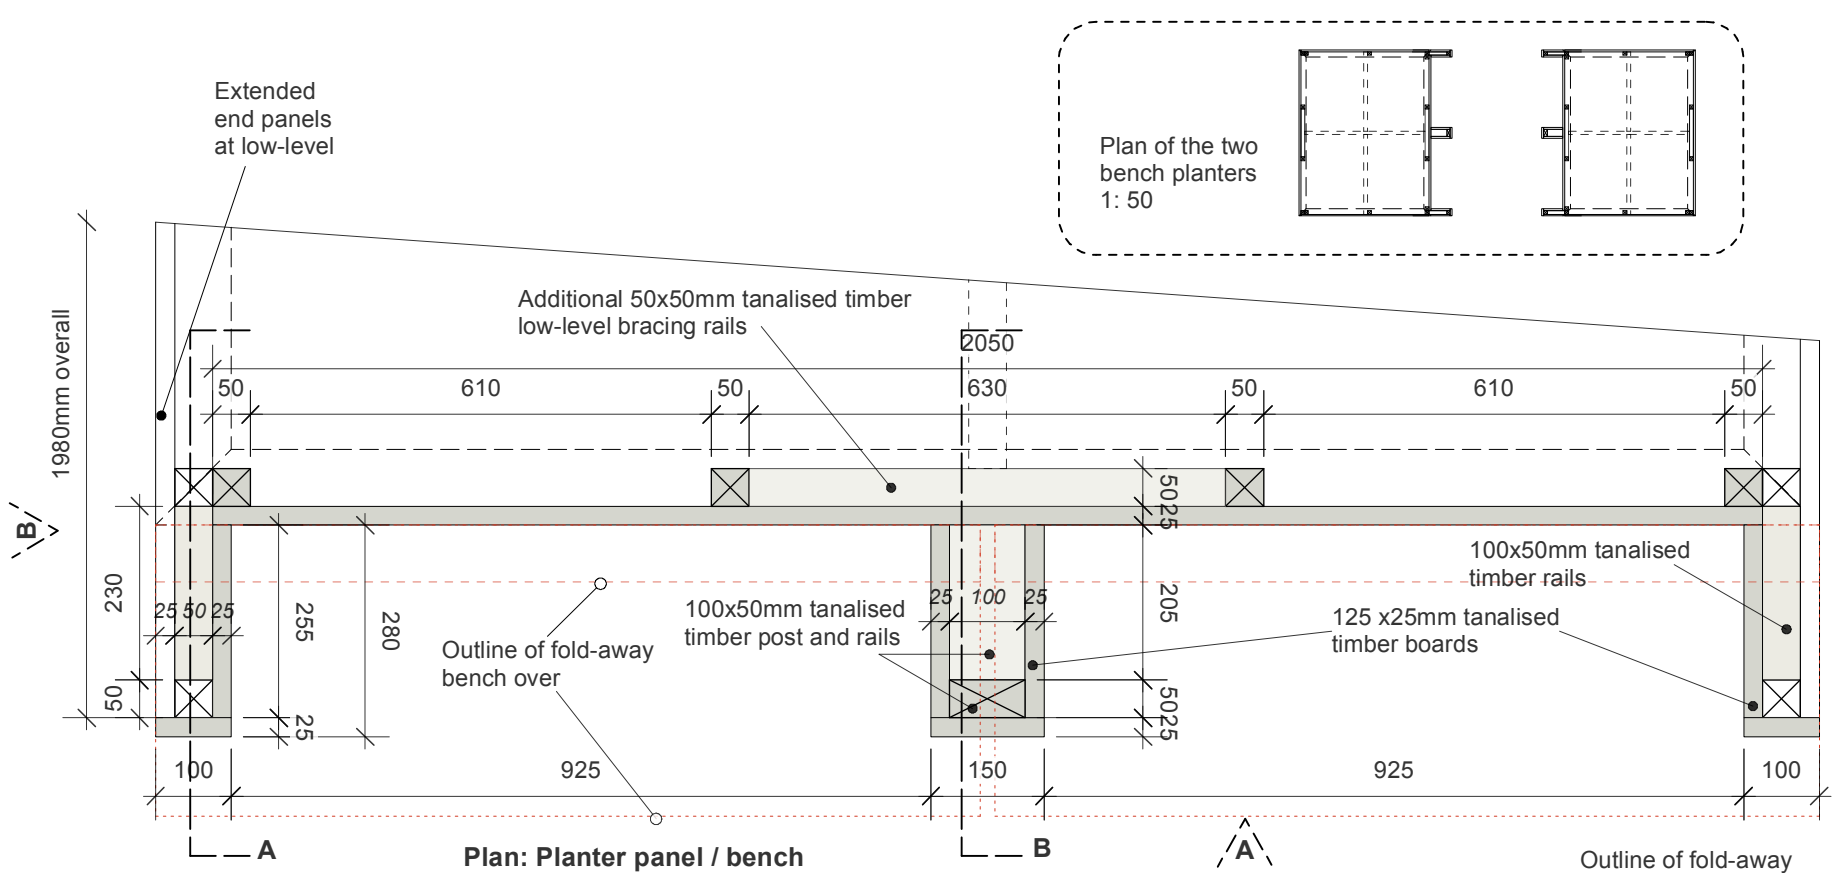 Extended
end panels
at low-level
Plan of the two
bench planters
1: 50
Additional 50x50mm tanalised timber
low-level bracing rails
2050
50
610
50
630
50
610
50
1980mm overall
B
5025
100x50mm tanalised
timber rails
230
25 50 25
255
280
25 100 25
205
100x50mm tanalised
timber post and rails
125 x25mm tanalised
timber boards
Outline of fold-away
bench over
50
25
5025
100
925
150
925
100
A
Plan: Planter panel / bench
B
A
Outline of fold-away